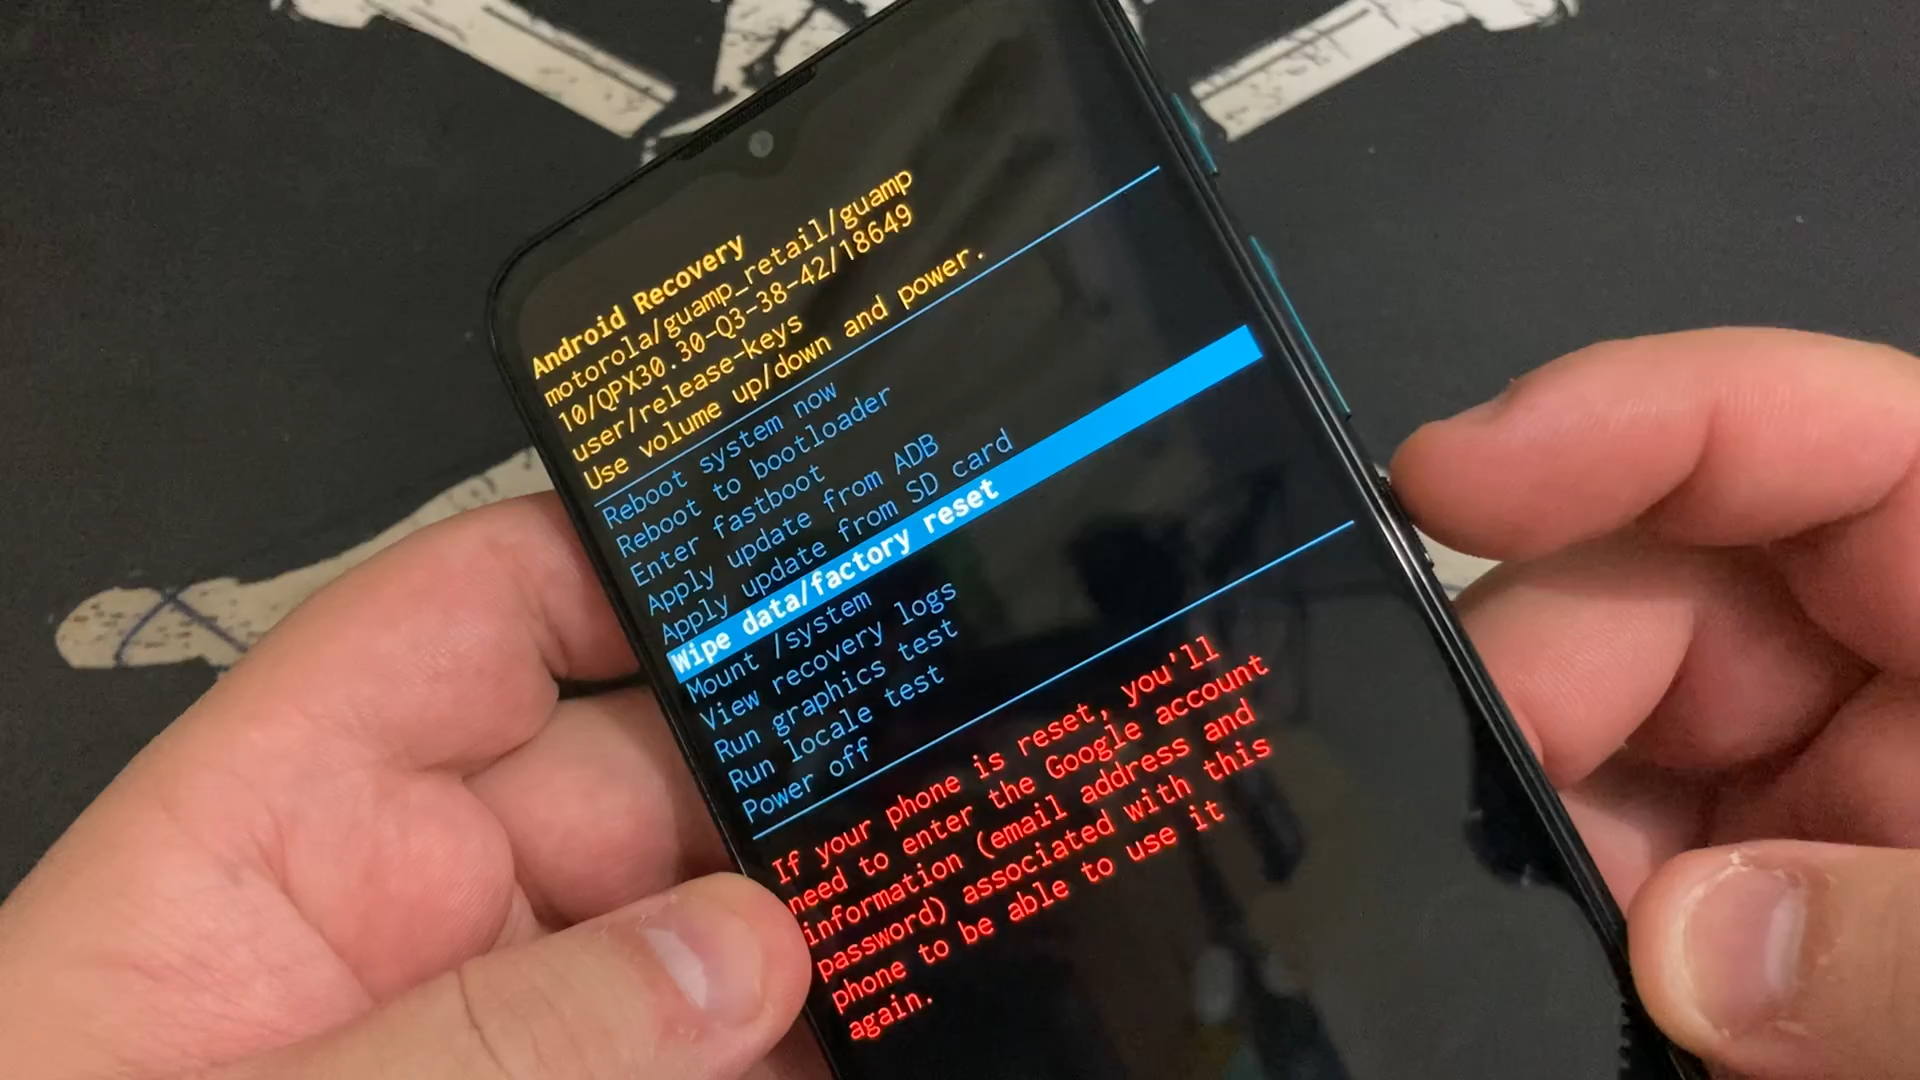 Android Recovery
motorola/guamp_retail/guamp
10/QPX30.30-Q3-38-42/18649
user/release-keys
Use volume up/down and power.
Reboot system now
Reboot to bootloader
Enter fastboot
Apply update from ADB
Apply update from SD card
Wipe data/factory reset
Mount /system
View recovery logs
Run graphics test
Run locale test
Power off
If your phone is reset, you'll
need to enter the Google account
information (email address and
password) associated with this
phone to be able to use it
again.